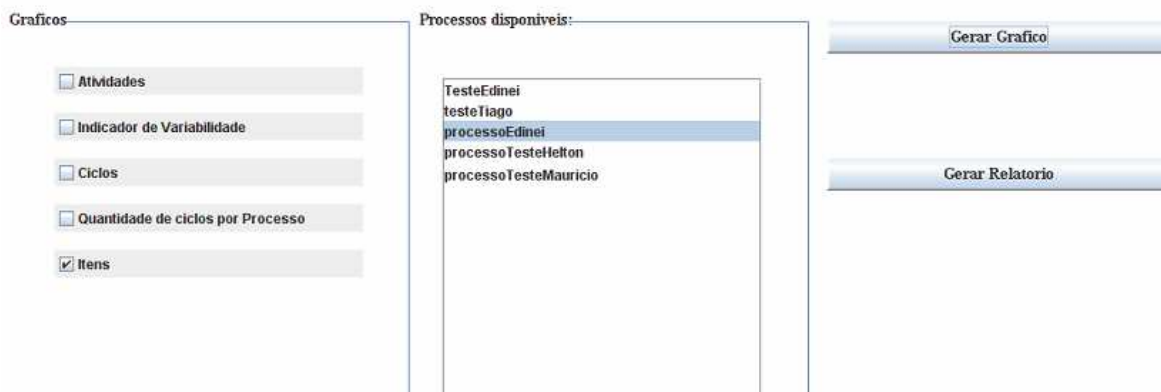 Graficos
Atividades
Indicador de Variabilidade
Ciclos
Quantidade de ciclos por Processo
Itens
Processos disponiveis:
TesteEdinei
testeTiago
processoEdinei
processoTesteHelton
processoTesteMauricio
Gerar Grafico
Gerar Relatorio